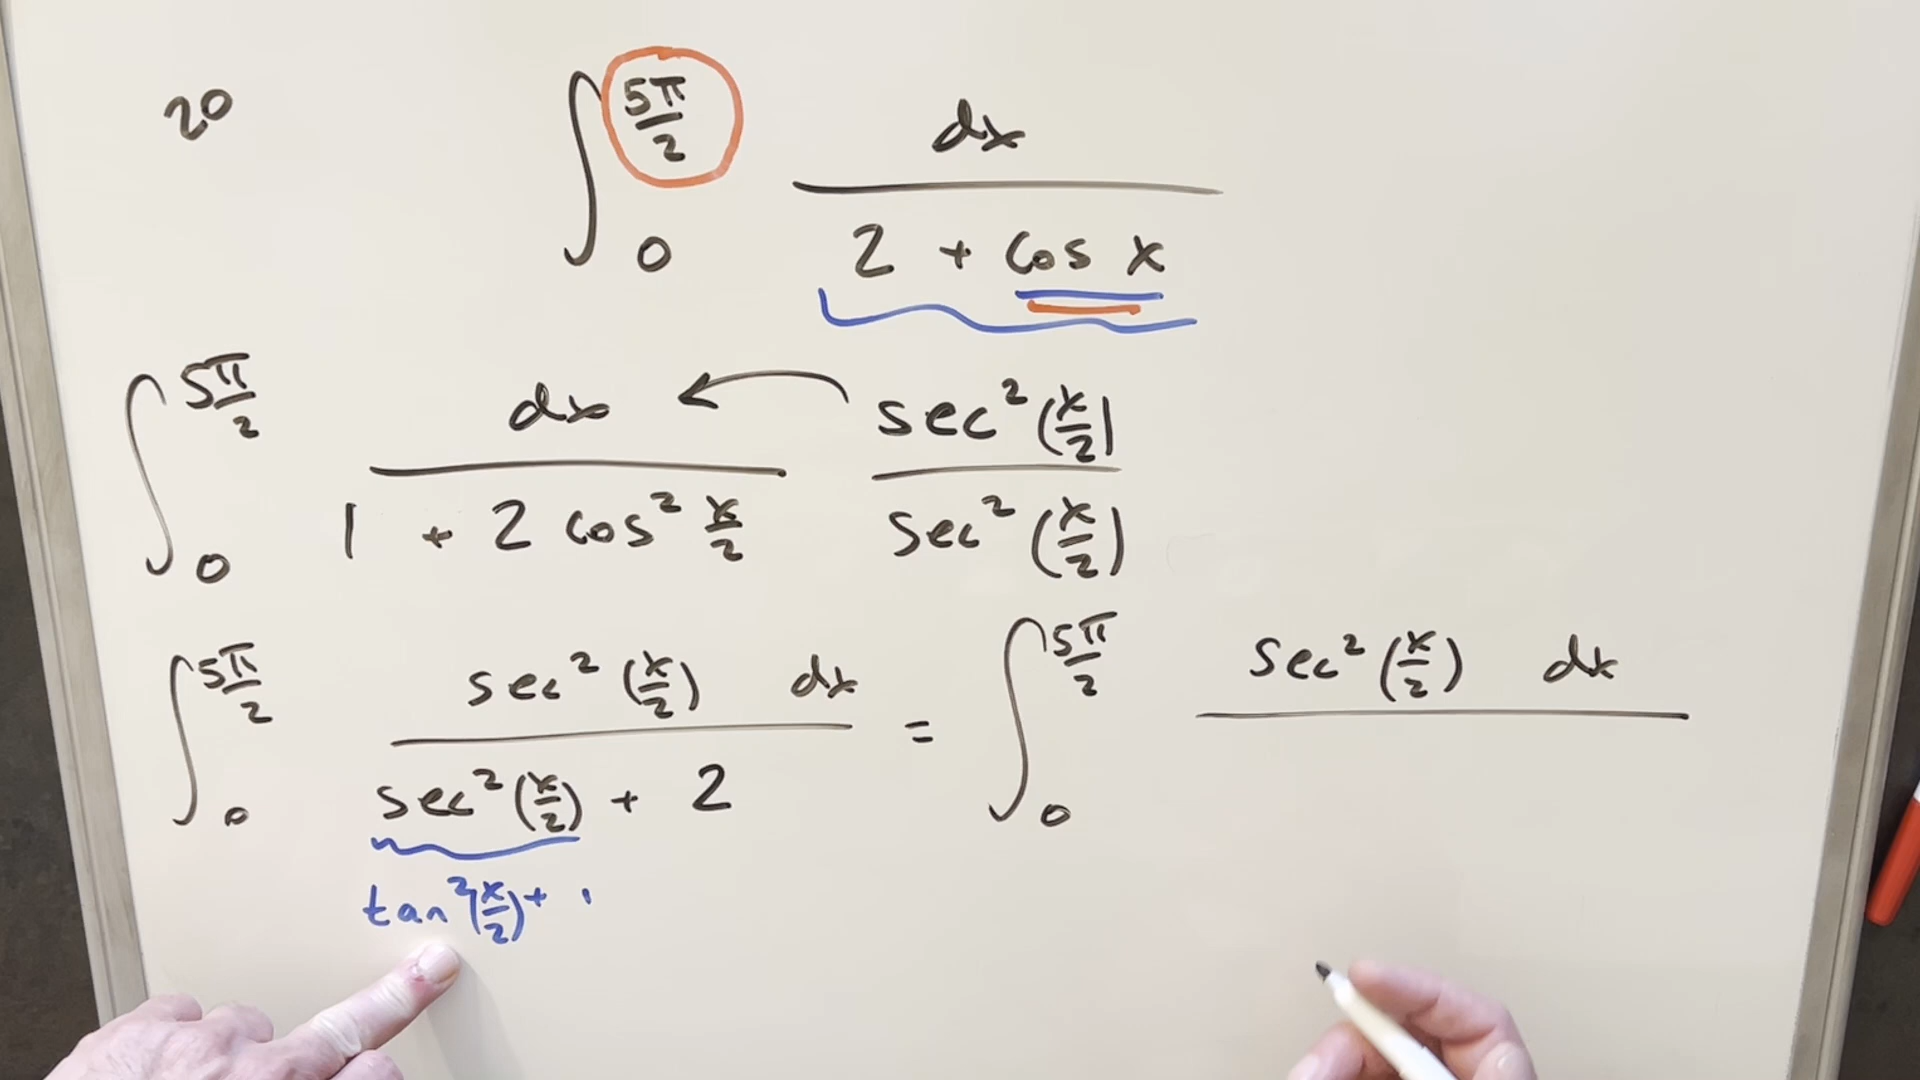 20
∫₀^{5π/2} dx / (2 + cos x)
∫₀^{5π/2} dx / (1 + 2 cos² x/2) ← sec²(x/2) / sec²(x/2)
∫₀^{5π/2} sec²(x/2) dx / (sec²(x/2) + 2) = ∫₀^{5π/2} sec²(x/2) dx
tan²(x/2) + 1